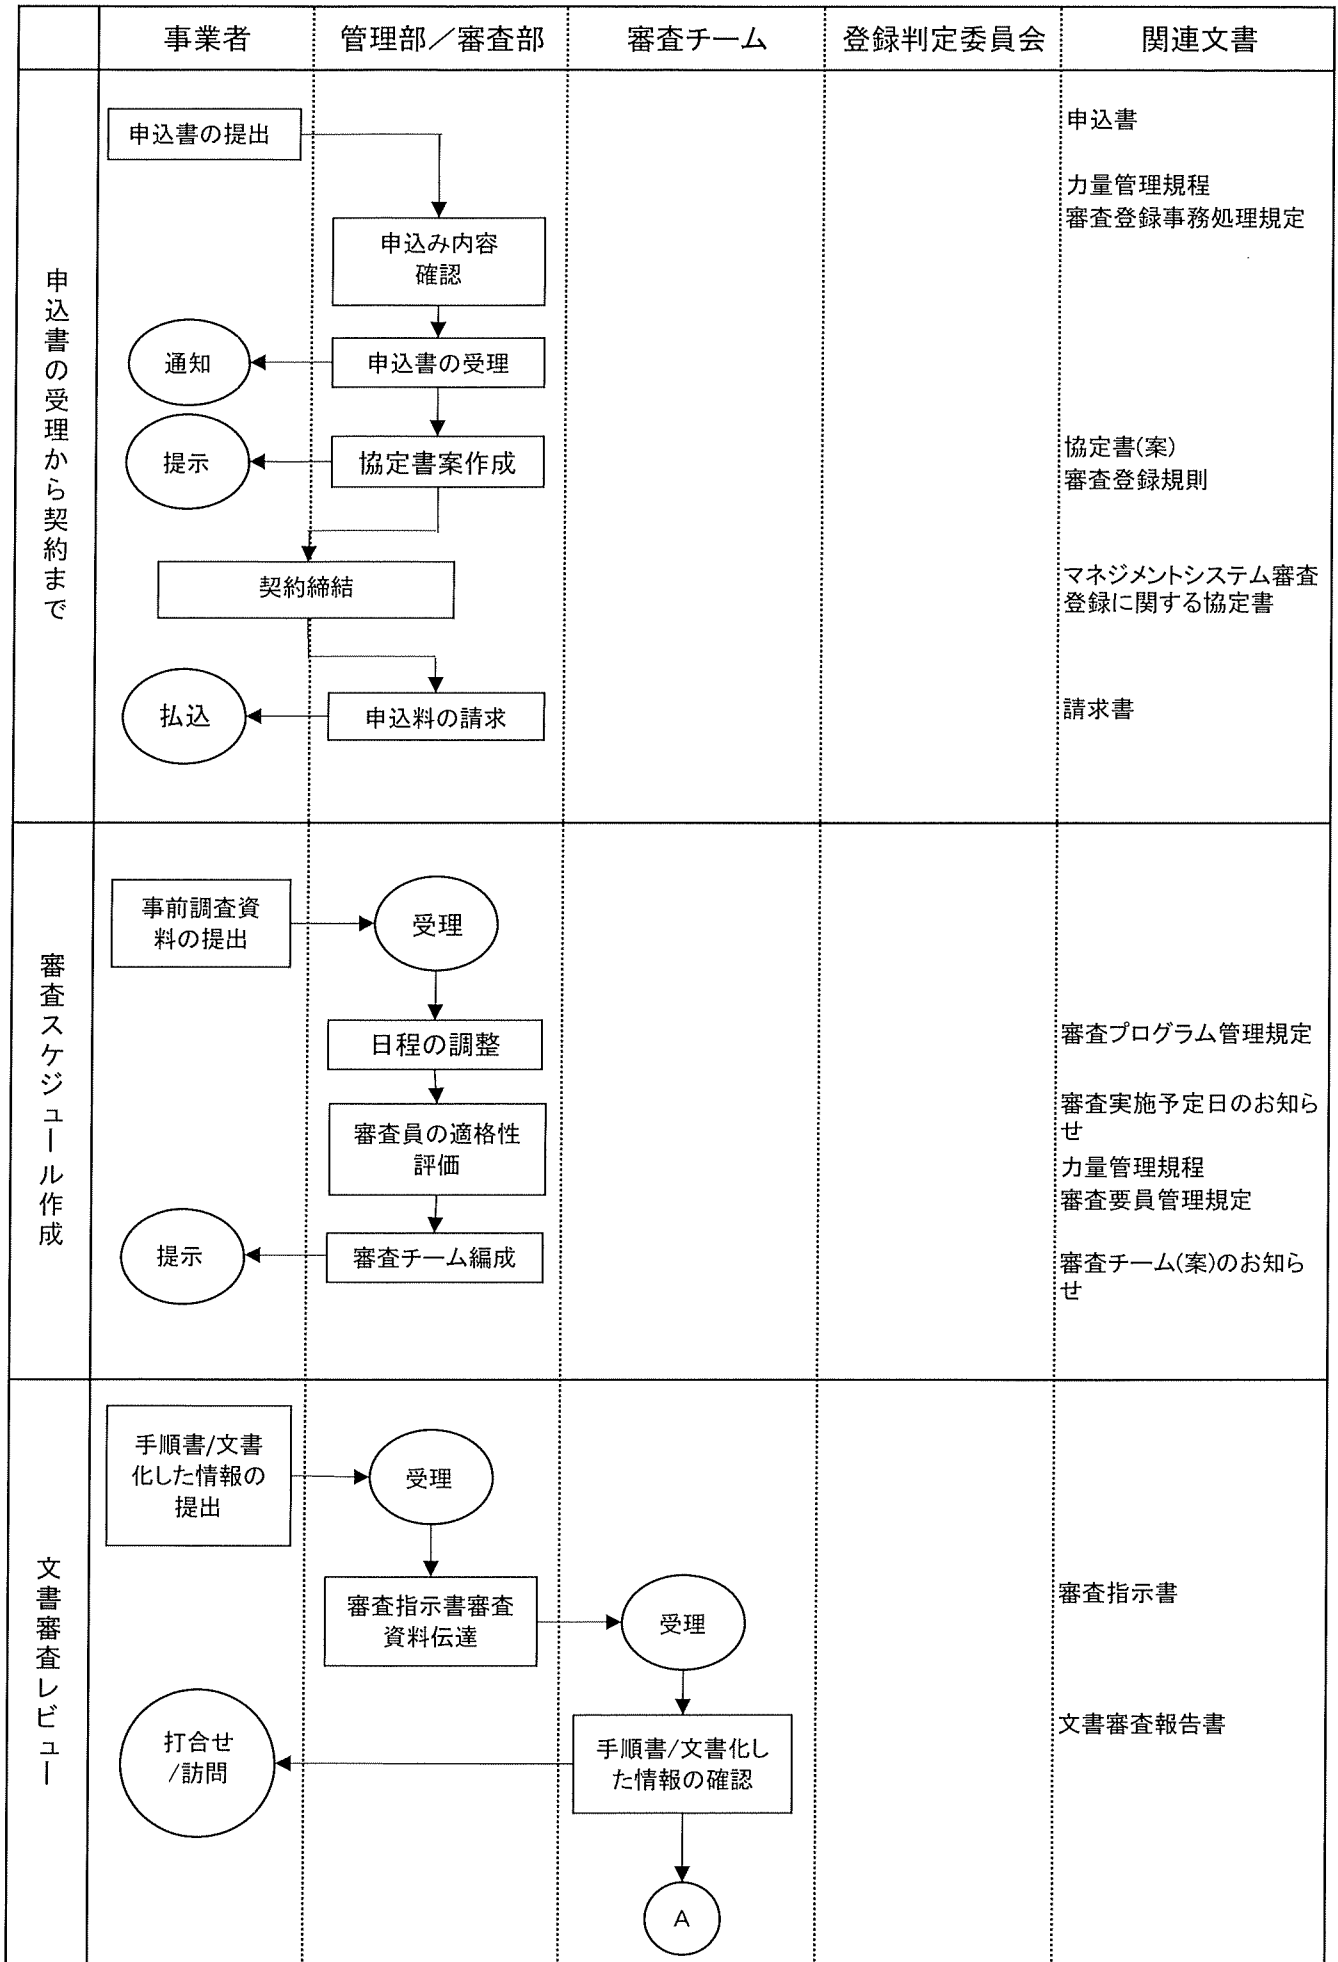 事業者
管理部／審査部
審査チーム
登録判定委員会
関連文書
申込書の受理から契約まで
申込書の提出
申込書
力量管理規程
審査登録事務処理規定
申込み内容
確認
通知
申込書の受理
提示
協定書案作成
協定書(案)
審査登録規則
契約締結
マネジメントシステム審査
登録に関する協定書
払込
申込料の請求
請求書
審査スケジュール作成
事前調査資
料の提出
受理
日程の調整
審査プログラム管理規定
審査員の適格性
評価
審査実施予定日のお知ら
せ
力量管理規程
審査要員管理規定
提示
審査チーム編成
審査チーム(案)のお知ら
せ
文書審査レビュー
手順書/文書
化した情報の
提出
受理
審査指示書審査
資料伝達
受理
審査指示書
打合せ
/訪問
手順書/文書化し
た情報の確認
文書審査報告書
A